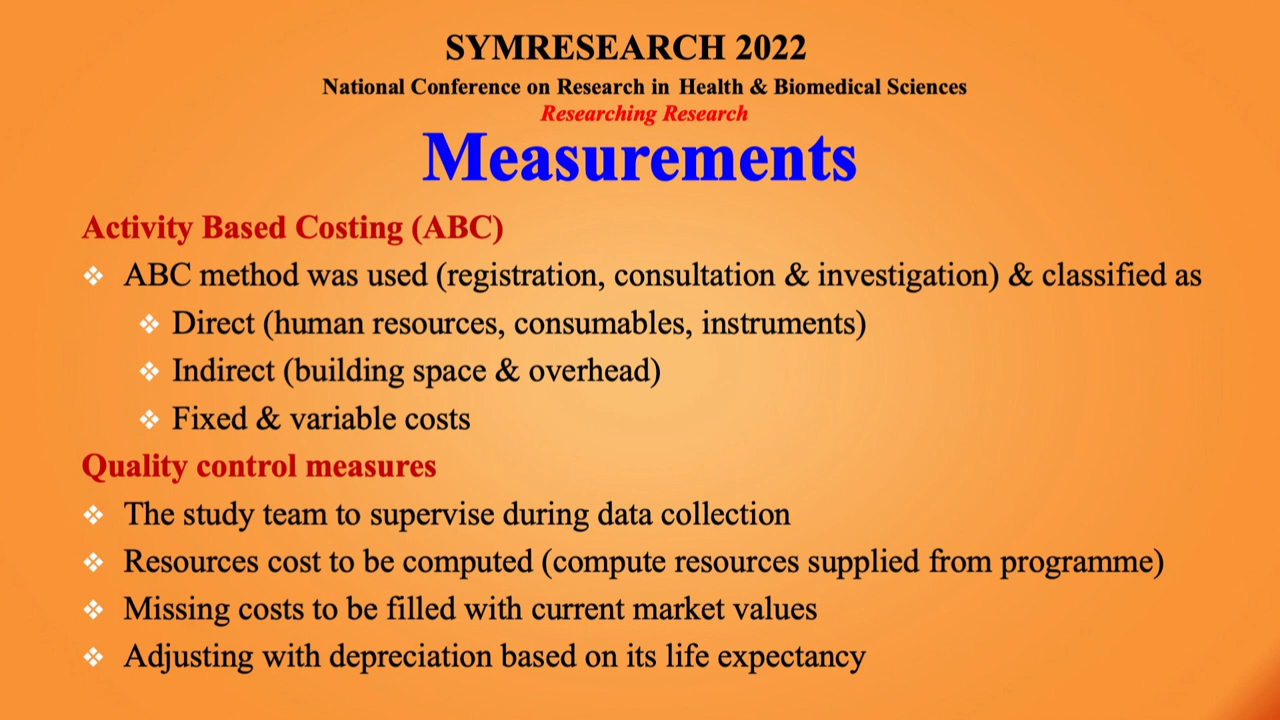 SYMRESEARCH 2022
National Conference on Research in Health & Biomedical Sciences
Researching Research
Measurements
Activity Based Costing (ABC)
❖ ABC method was used (registration, consultation & investigation) & classified as
❖ Direct (human resources, consumables, instruments)
❖ Indirect (building space & overhead)
❖ Fixed & variable costs
Quality control measures
❖ The study team to supervise during data collection
❖ Resources cost to be computed (compute resources supplied from programme)
❖ Missing costs to be filled with current market values
❖ Adjusting with depreciation based on its life expectancy